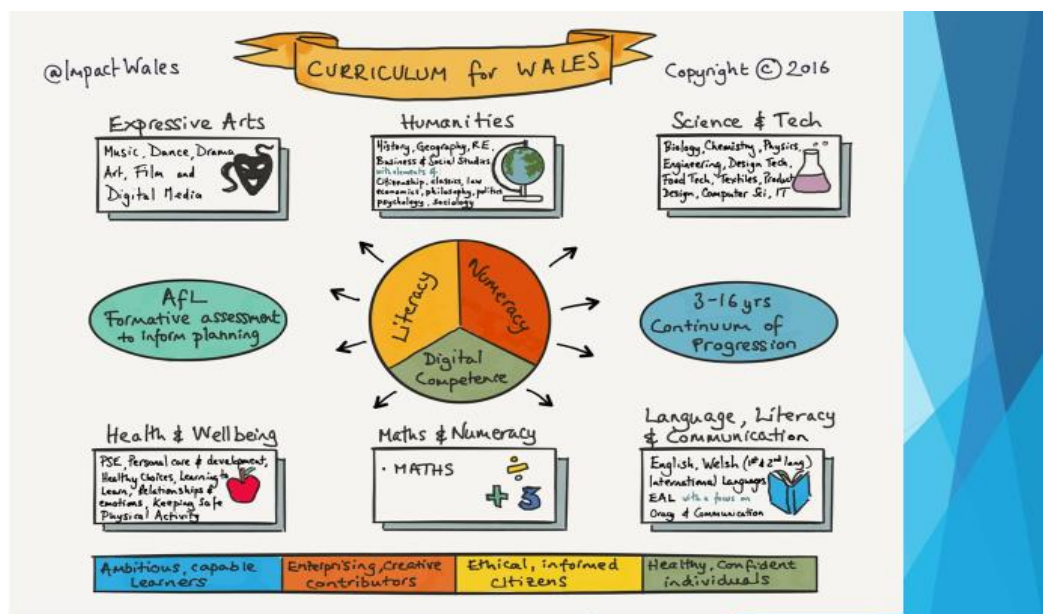 @ImpactWales
CURRICULUM for WALES
Copyright © 2016
Expressive Arts
Music, Dance, Drama
Art, Film and
Digital Media
Humanities
History, Geography, R.E,
Business & Social Studies
with elements of
Citizenship, classics, law
economics, philosophy, politics
psychology, sociology
Science & Tech
Biology, Chemistry, Physics,
Engineering, Design Tech,
Food Tech, Textiles, Product
Design, Computer Sci, IT
Literacy
Numeracy
Digital
Competence
AfL
Formative assessment
to inform planning
3-16 yrs
Continuum of
Progression
Health & Wellbeing
PSE, Personal care & development,
Healthy Choices, Learning to
Learn, Relationships &
emotions, Keeping Safe
Physical Activity
Maths & Numeracy
• MATHS
÷
+ 3
Language, Literacy
& Communication
English, Welsh (1st & 2nd lang)
International Languages
EAL with a focus on
Oracy & Communication
Ambitious, capable
Learners
Enterprising, creative
contributors
Ethical, informed
citizens
Healthy, Confident
individuals